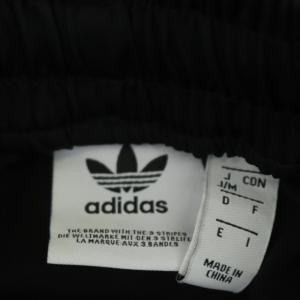 adidas
THE BRAND WITH THE 3 STRIPES
DIE WELTMARKE MIT DEN 3 STREIFEN
LA MARQUE AUX 3 BANDES
J CON
J/M
D F
E I
MADE IN
CHINA